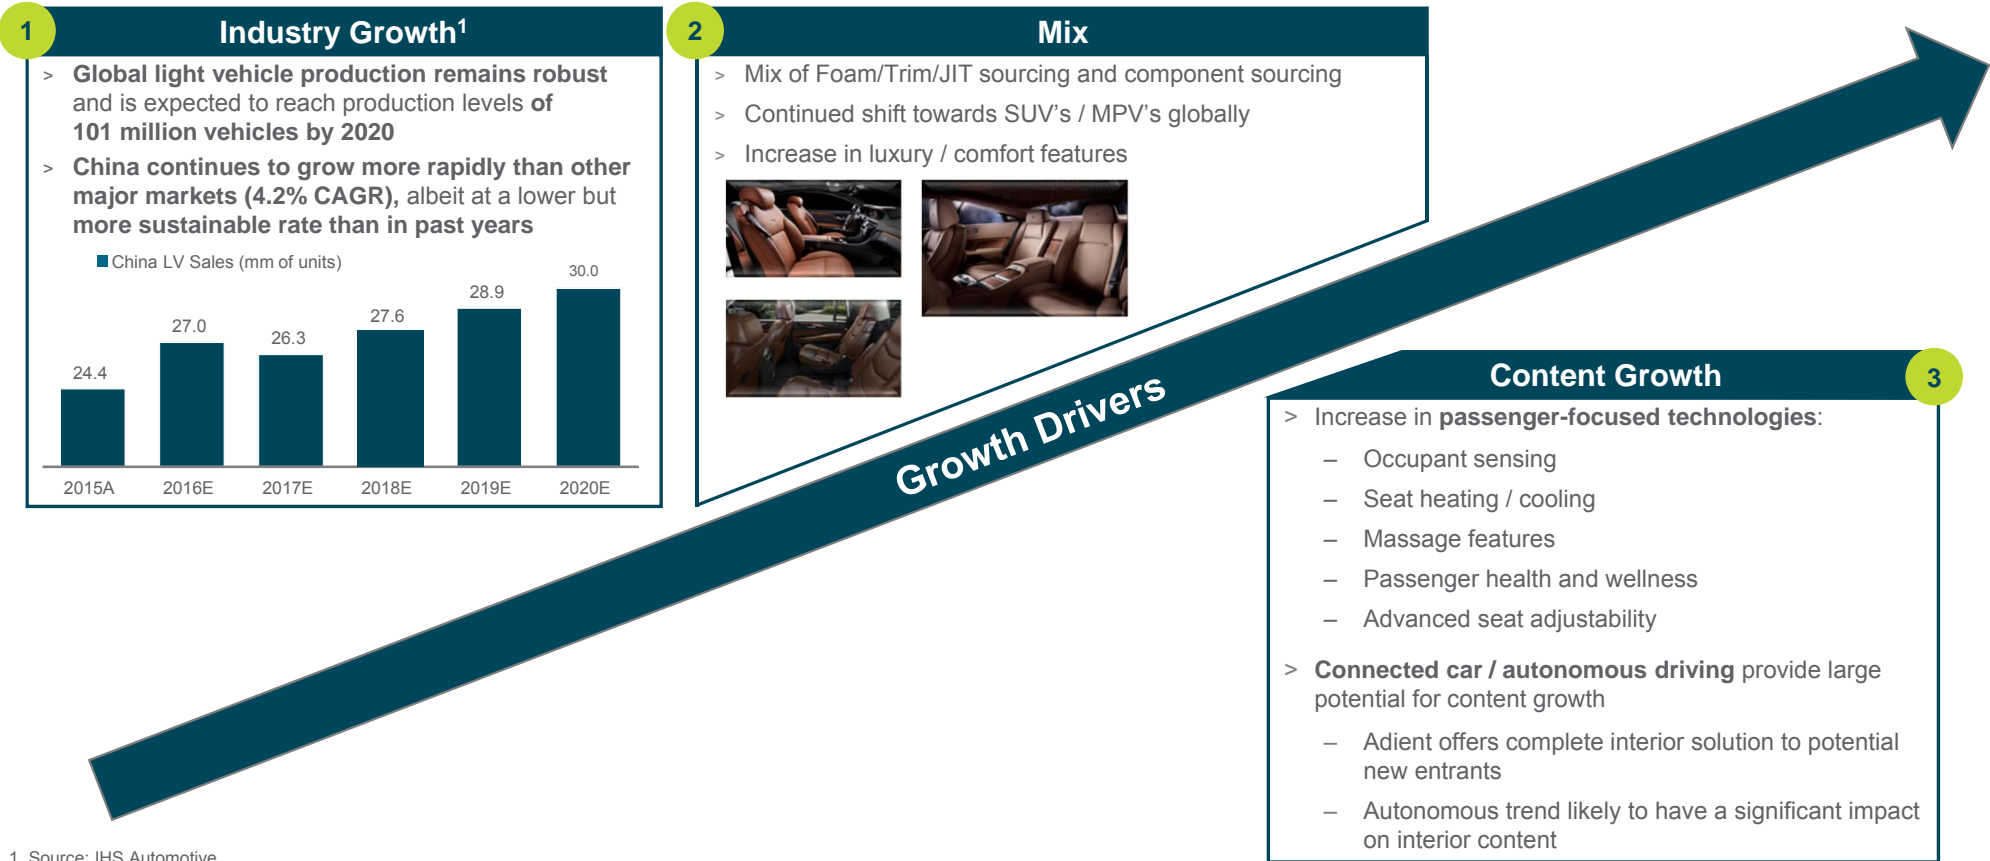 1
Industry Growth1
> Global light vehicle production remains robust
and is expected to reach production levels of
101 million vehicles by 2020
> China continues to grow more rapidly than other
major markets (4.2% CAGR), albeit at a lower but
more sustainable rate than in past years
China LV Sales (mm of units)
24.4
27.0
26.3
27.6
28.9
30.0
2015A 2016E 2017E 2018E 2019E 2020E
2
Mix
> Mix of Foam/Trim/JIT sourcing and component sourcing
> Continued shift towards SUV's / MPV's globally
> Increase in luxury / comfort features
Growth Drivers
Content Growth
3
> Increase in passenger-focused technologies:
– Occupant sensing
– Seat heating / cooling
– Massage features
– Passenger health and wellness
– Advanced seat adjustability
> Connected car / autonomous driving provide large
potential for content growth
– Adient offers complete interior solution to potential
new entrants
– Autonomous trend likely to have a significant impact
on interior content
1. Source: IHS Automotive